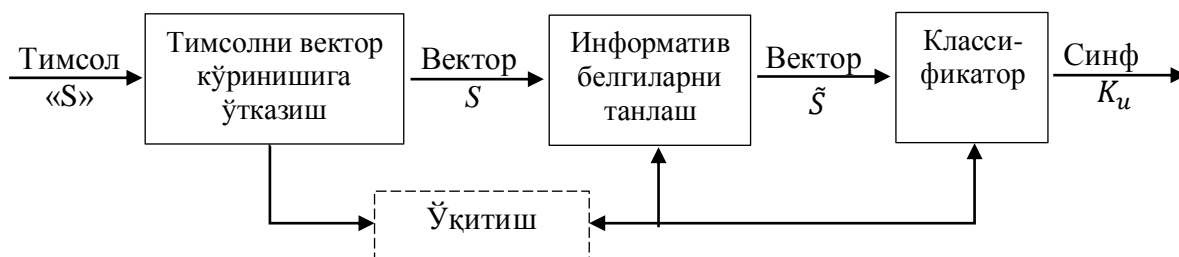 Тимсол
«S»
Тимсолни вектор
кўринишига
ўтказиш
Вектор
S
Информатив
белгиларни
танлаш
Вектор
S̃
Класси-
фикатор
Синф
K_u
Ўқитиш